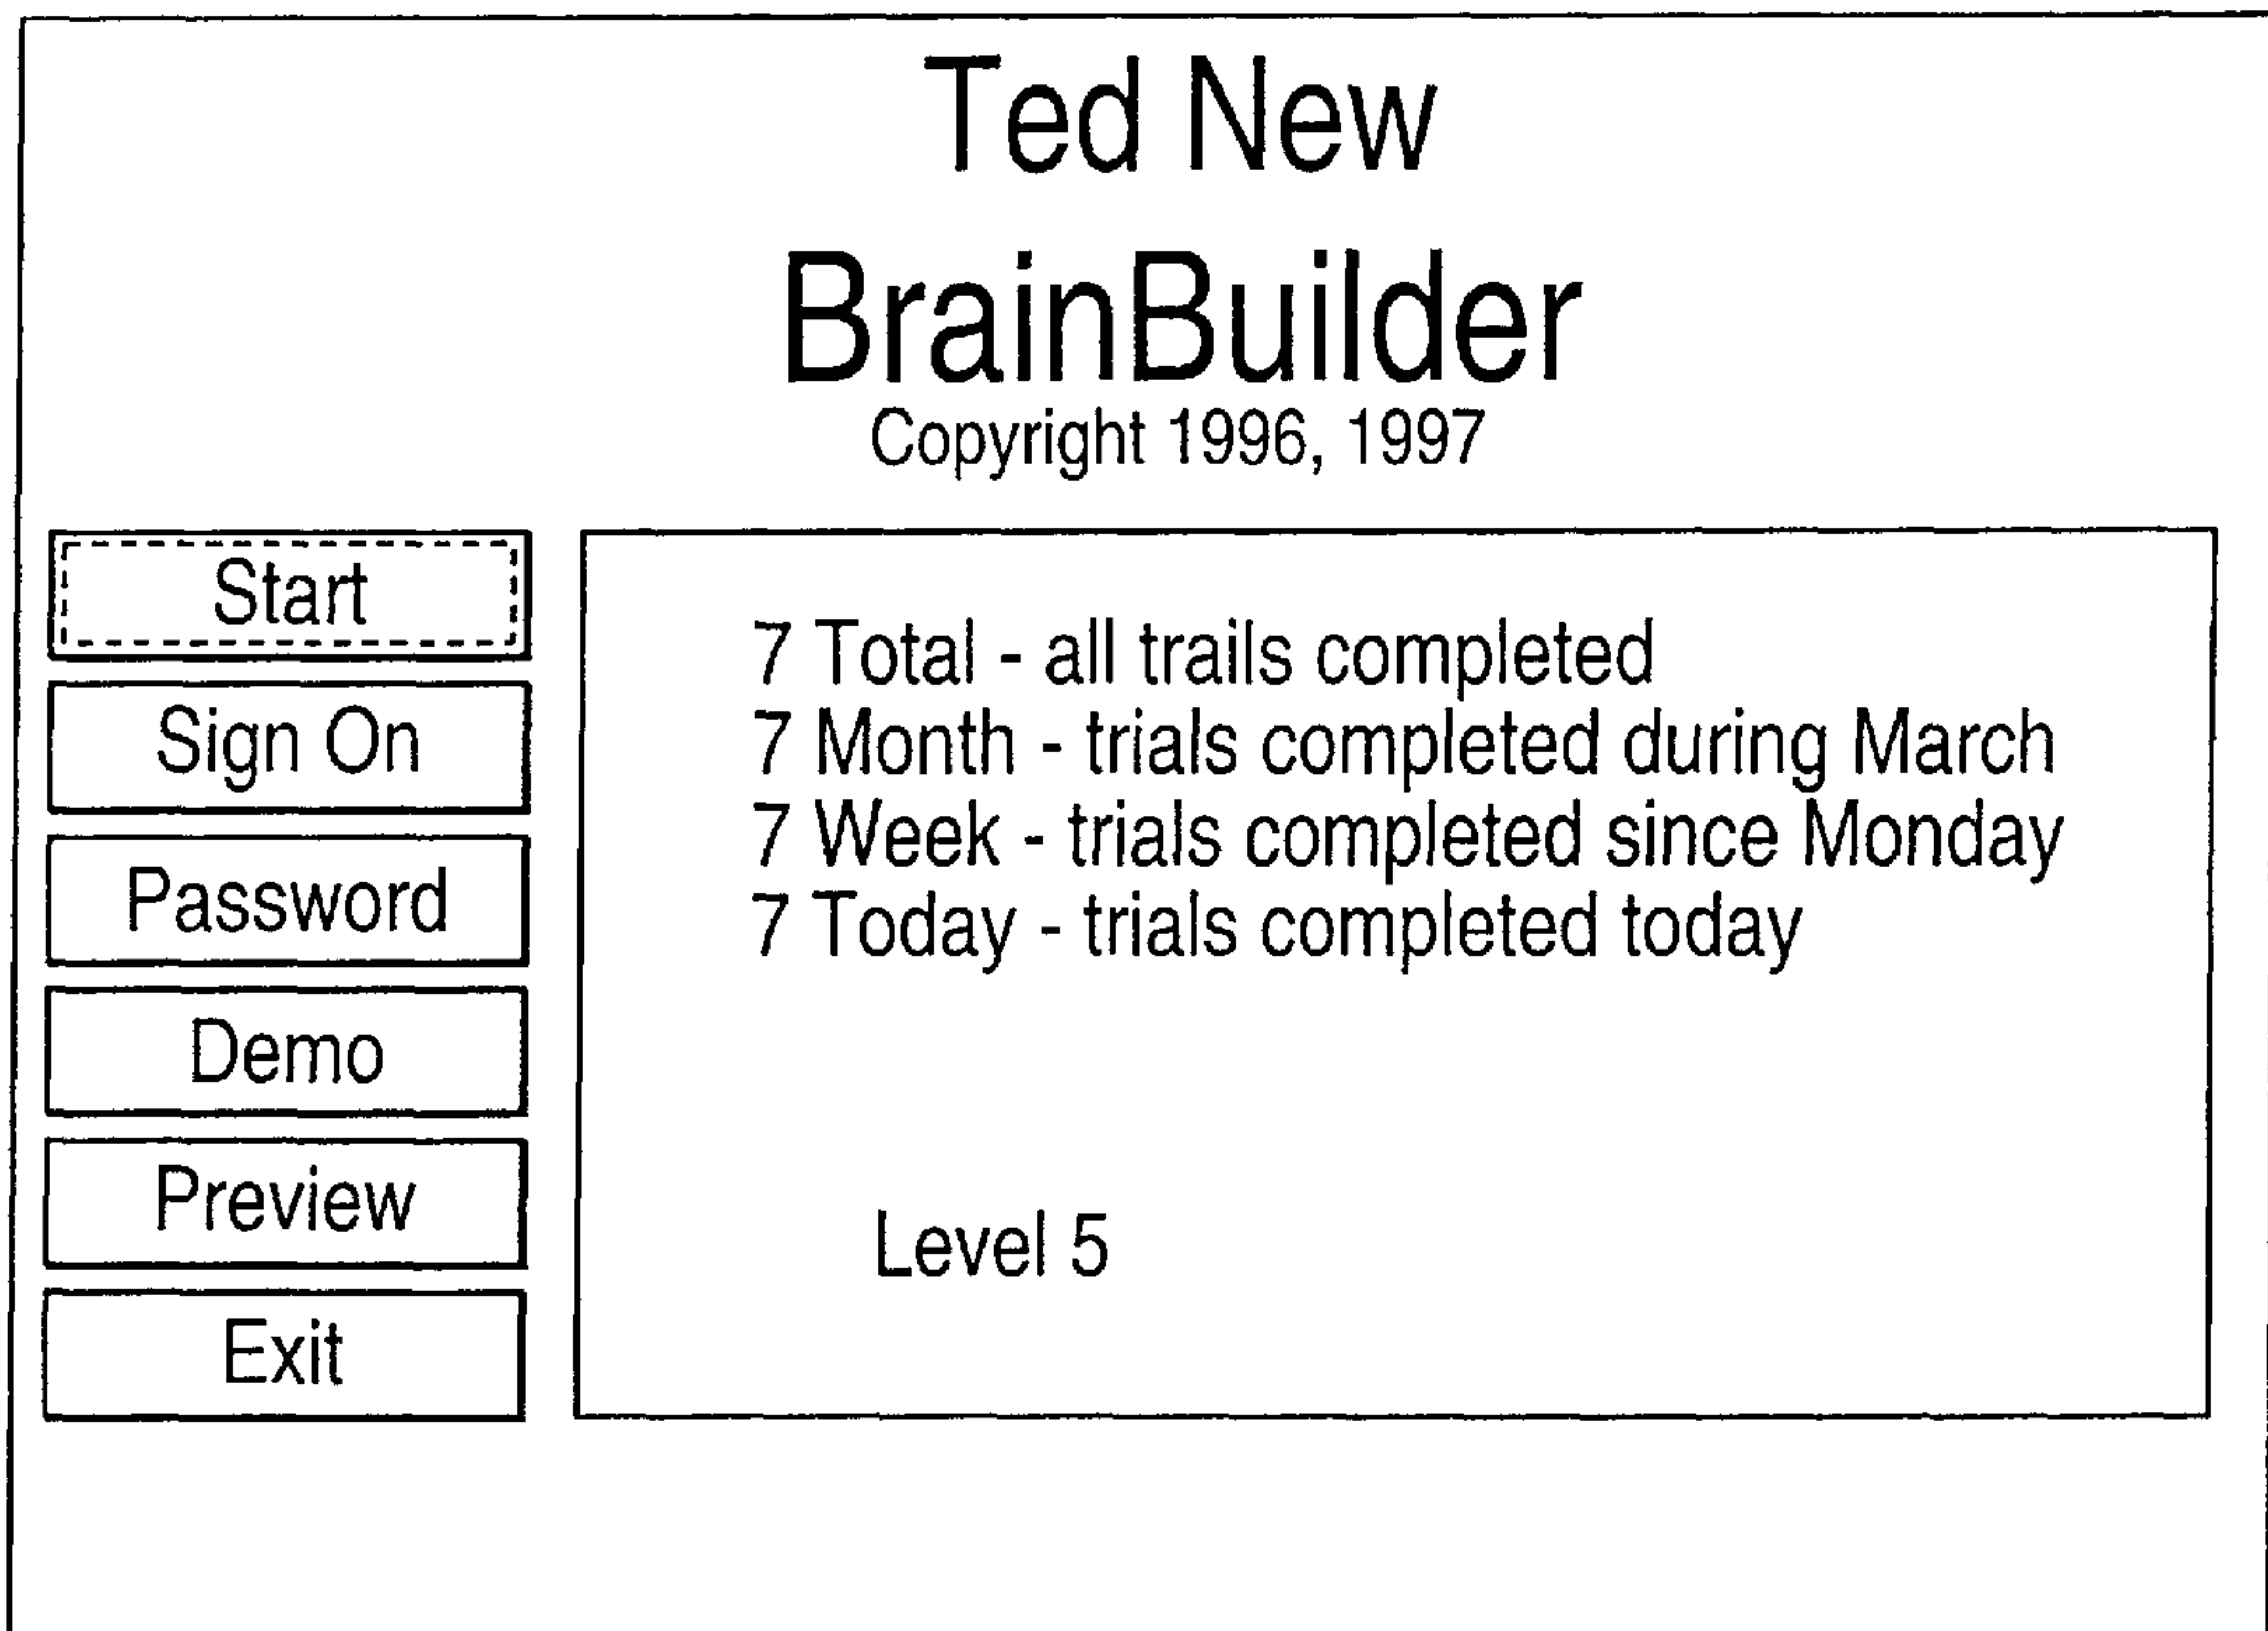 Ted New
BrainBuilder
Copyright 1996, 1997
Start
Sign On
Password
Demo
Preview
Exit
7 Total - all trails completed
7 Month - trials completed during March
7 Week - trials completed since Monday
7 Today - trials completed today
Level 5